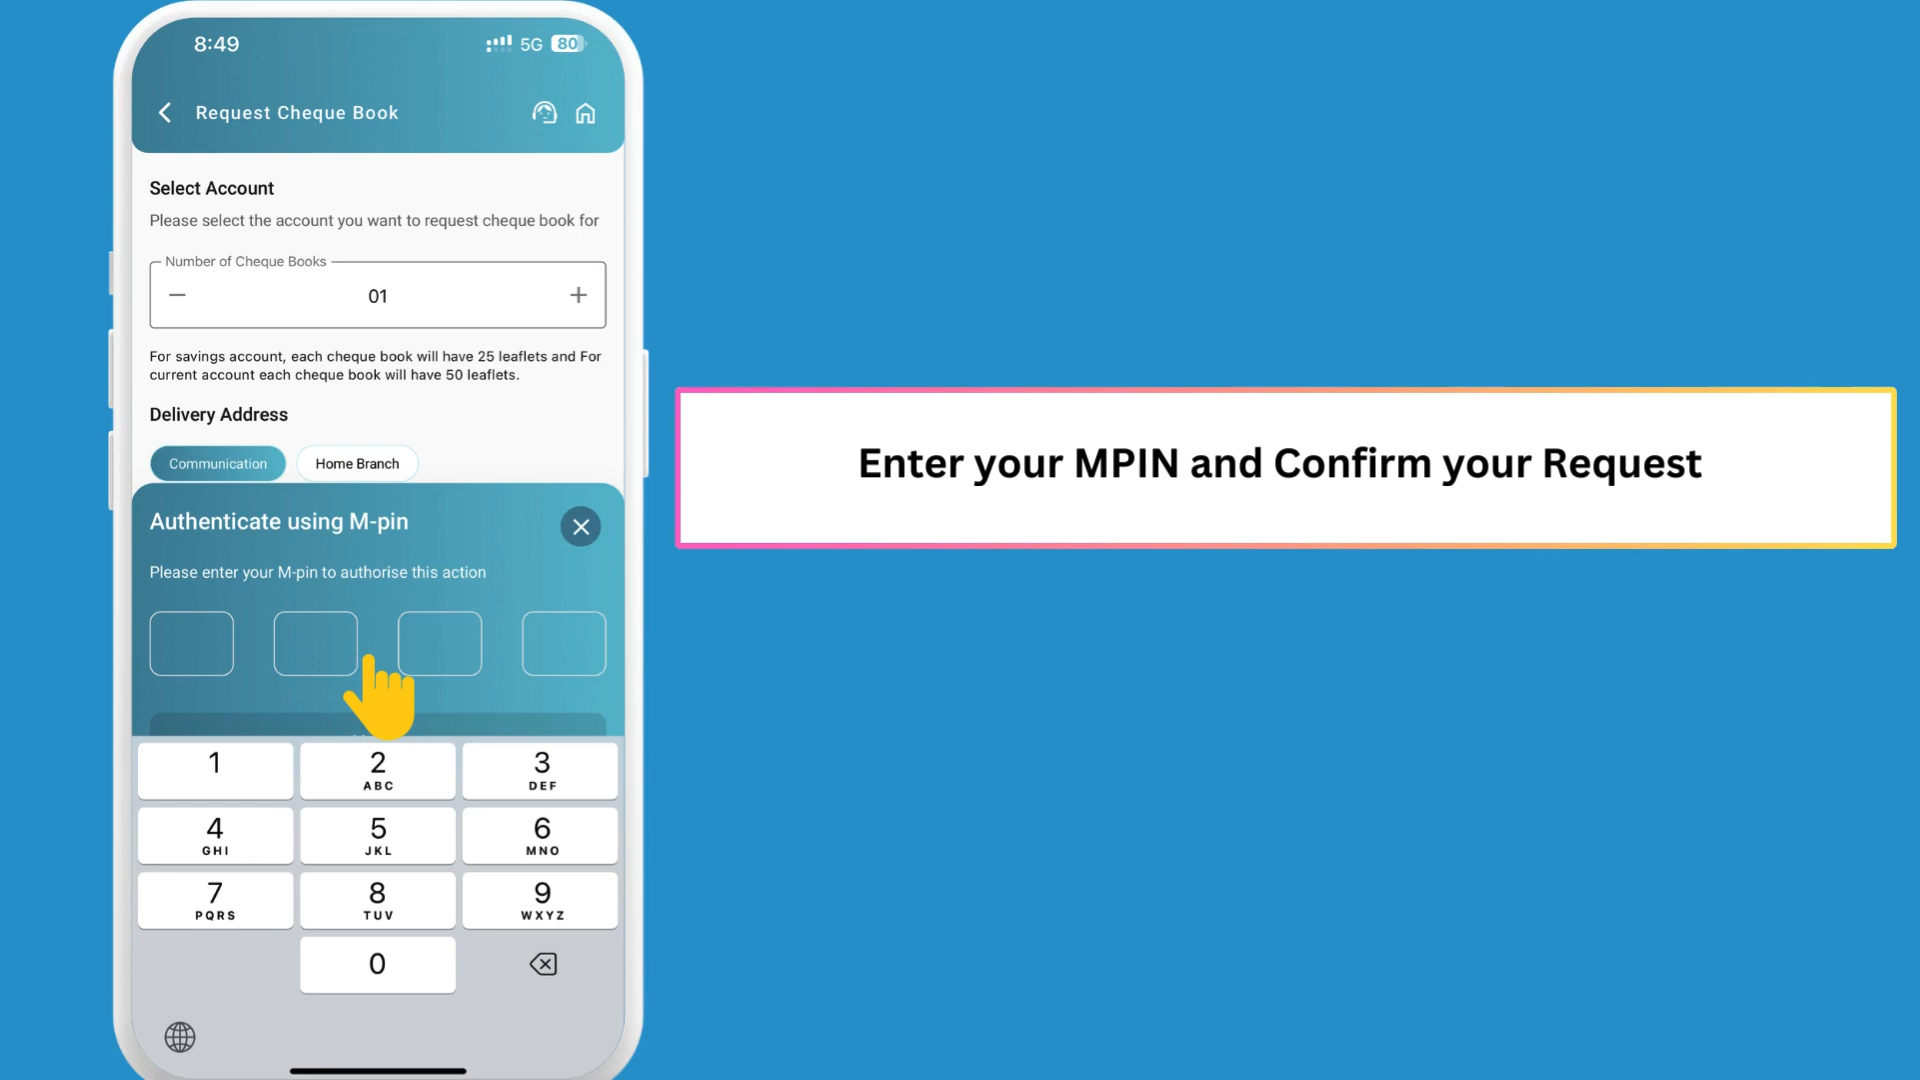 8:49
5G 80
Request Cheque Book
Select Account
Please select the account you want to request cheque book for
Number of Cheque Books
01
For savings account, each cheque book will have 25 leaflets and For
current account each cheque book will have 50 leaflets.
Delivery Address
Communication Home Branch
Authenticate using M-pin
Please enter your M-pin to authorise this action
1 2 3
ABC DEF
4 5 6
GHI JKL MNO
7 8 9
PQRS TUV WXYZ
0
Enter your MPIN and Confirm your Request